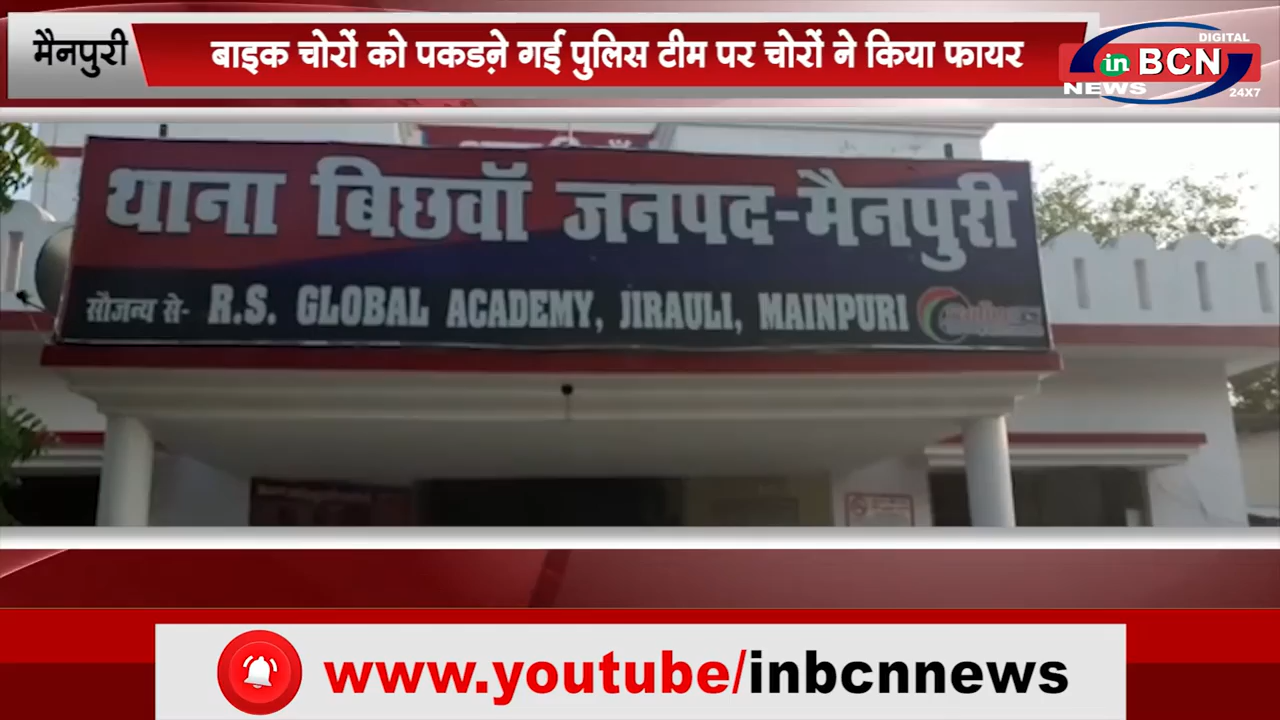 मैनपुरी
बाइक चोरों को पकडऩे गई पुलिस टीम पर चोरों ने किया फायर
DIGITAL
in BCN
NEWS
24X7
थाना बिछवॉ जनपद-मैनपुरी
सौजन्य से- R.S. GLOBAL ACADEMY, JIRAULI, MAINPURI
www.youtube/inbcnnews